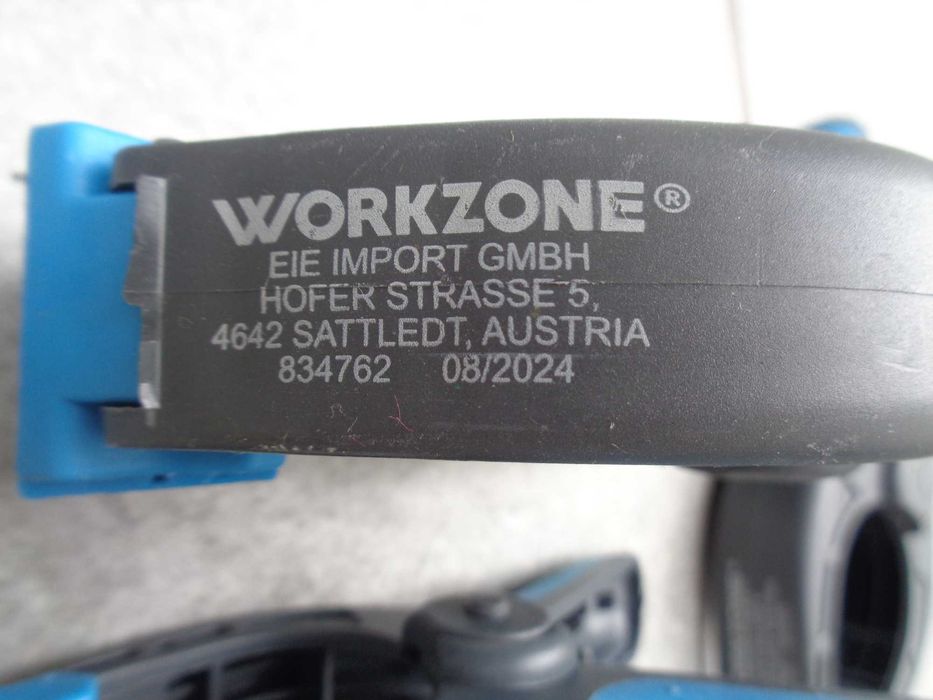 WORKZONE®
EIE IMPORT GMBH
HOFER STRASSE 5,
4642 SATTLEDT, AUSTRIA
834762 08/2024